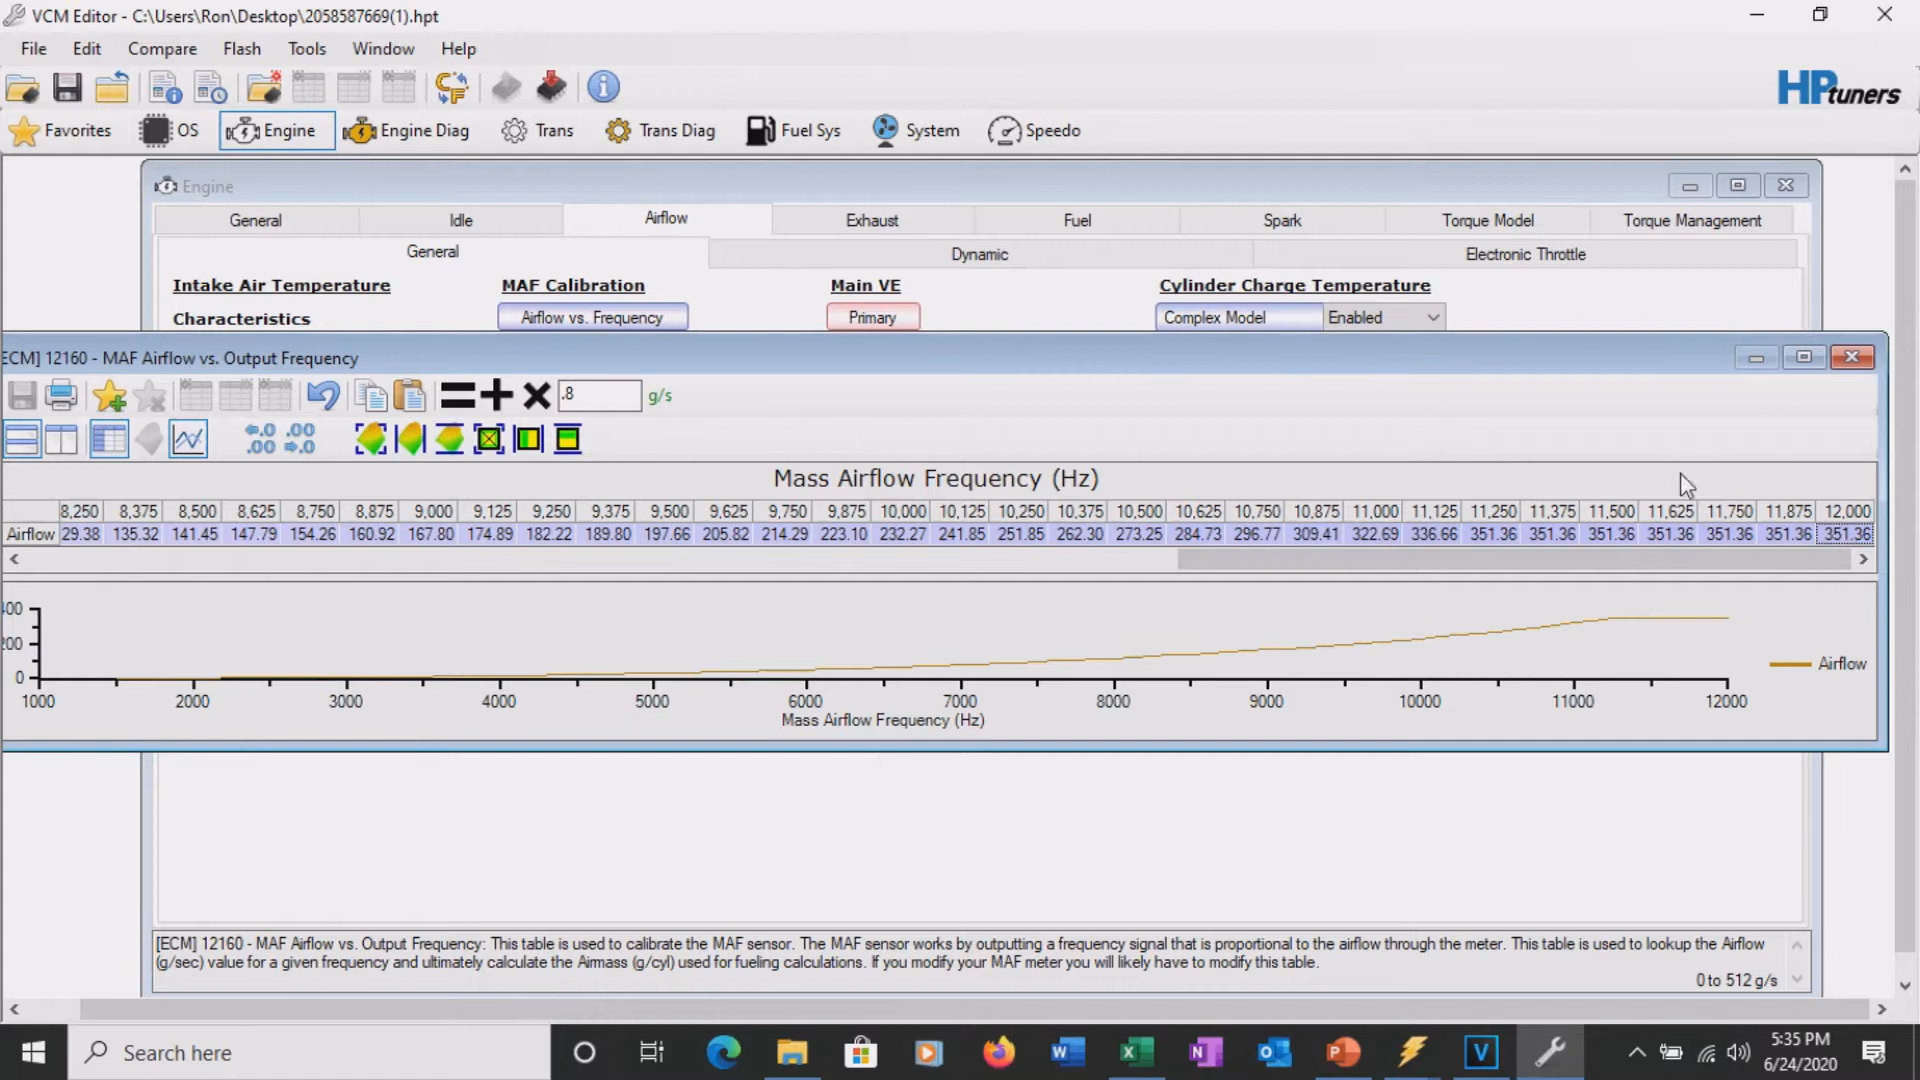 VCM Editor - C:\Users\Ron\Desktop\2058587669(1).hpt
File Edit Compare Flash Tools Window Help
HPtuners
Favorites OS Engine Engine Diag Trans Trans Diag Fuel Sys System Speedo
Engine
General Idle Airflow Exhaust Fuel Spark Torque Model Torque Management
General Dynamic Electronic Throttle
Intake Air Temperature MAF Calibration Main VE Cylinder Charge Temperature
Characteristics Airflow vs. Frequency Primary Complex Model Enabled
ECM] 12160 - MAF Airflow vs. Output Frequency
.8 g/s
Mass Airflow Frequency (Hz)
8,250 8,375 8,500 8,625 8,750 8,875 9,000 9,125 9,250 9,375 9,500 9,625 9,750 9,875 10,000 10,125 10,250 10,375 10,500 10,625 10,750 10,875 11,000 11,125 11,250 11,375 11,500 11,625 11,750 11,875 12,000
Airflow 29.38 135.32 141.45 147.79 154.26 160.92 167.80 174.89 182.22 189.80 197.66 205.82 214.29 223.10 232.27 241.85 251.85 262.30 273.25 284.73 296.77 309.41 322.69 336.66 351.36 351.36 351.36 351.36 351.36 351.36 351.36
400
200
0
Airflow
1000 2000 3000 4000 5000 6000 7000 8000 9000 10000 11000 12000
Mass Airflow Frequency (Hz)
[ECM] 12160 - MAF Airflow vs. Output Frequency: This table is used to calibrate the MAF sensor. The MAF sensor works by outputting a frequency signal that is proportional to the airflow through the meter. This table is used to lookup the Airflow
(g/sec) value for a given frequency and ultimately calculate the Airmass (g/cyl) used for fueling calculations. If you modify your MAF meter you will likely have to modify this table.
0 to 512 g/s
Search here
5:35 PM
6/24/2020